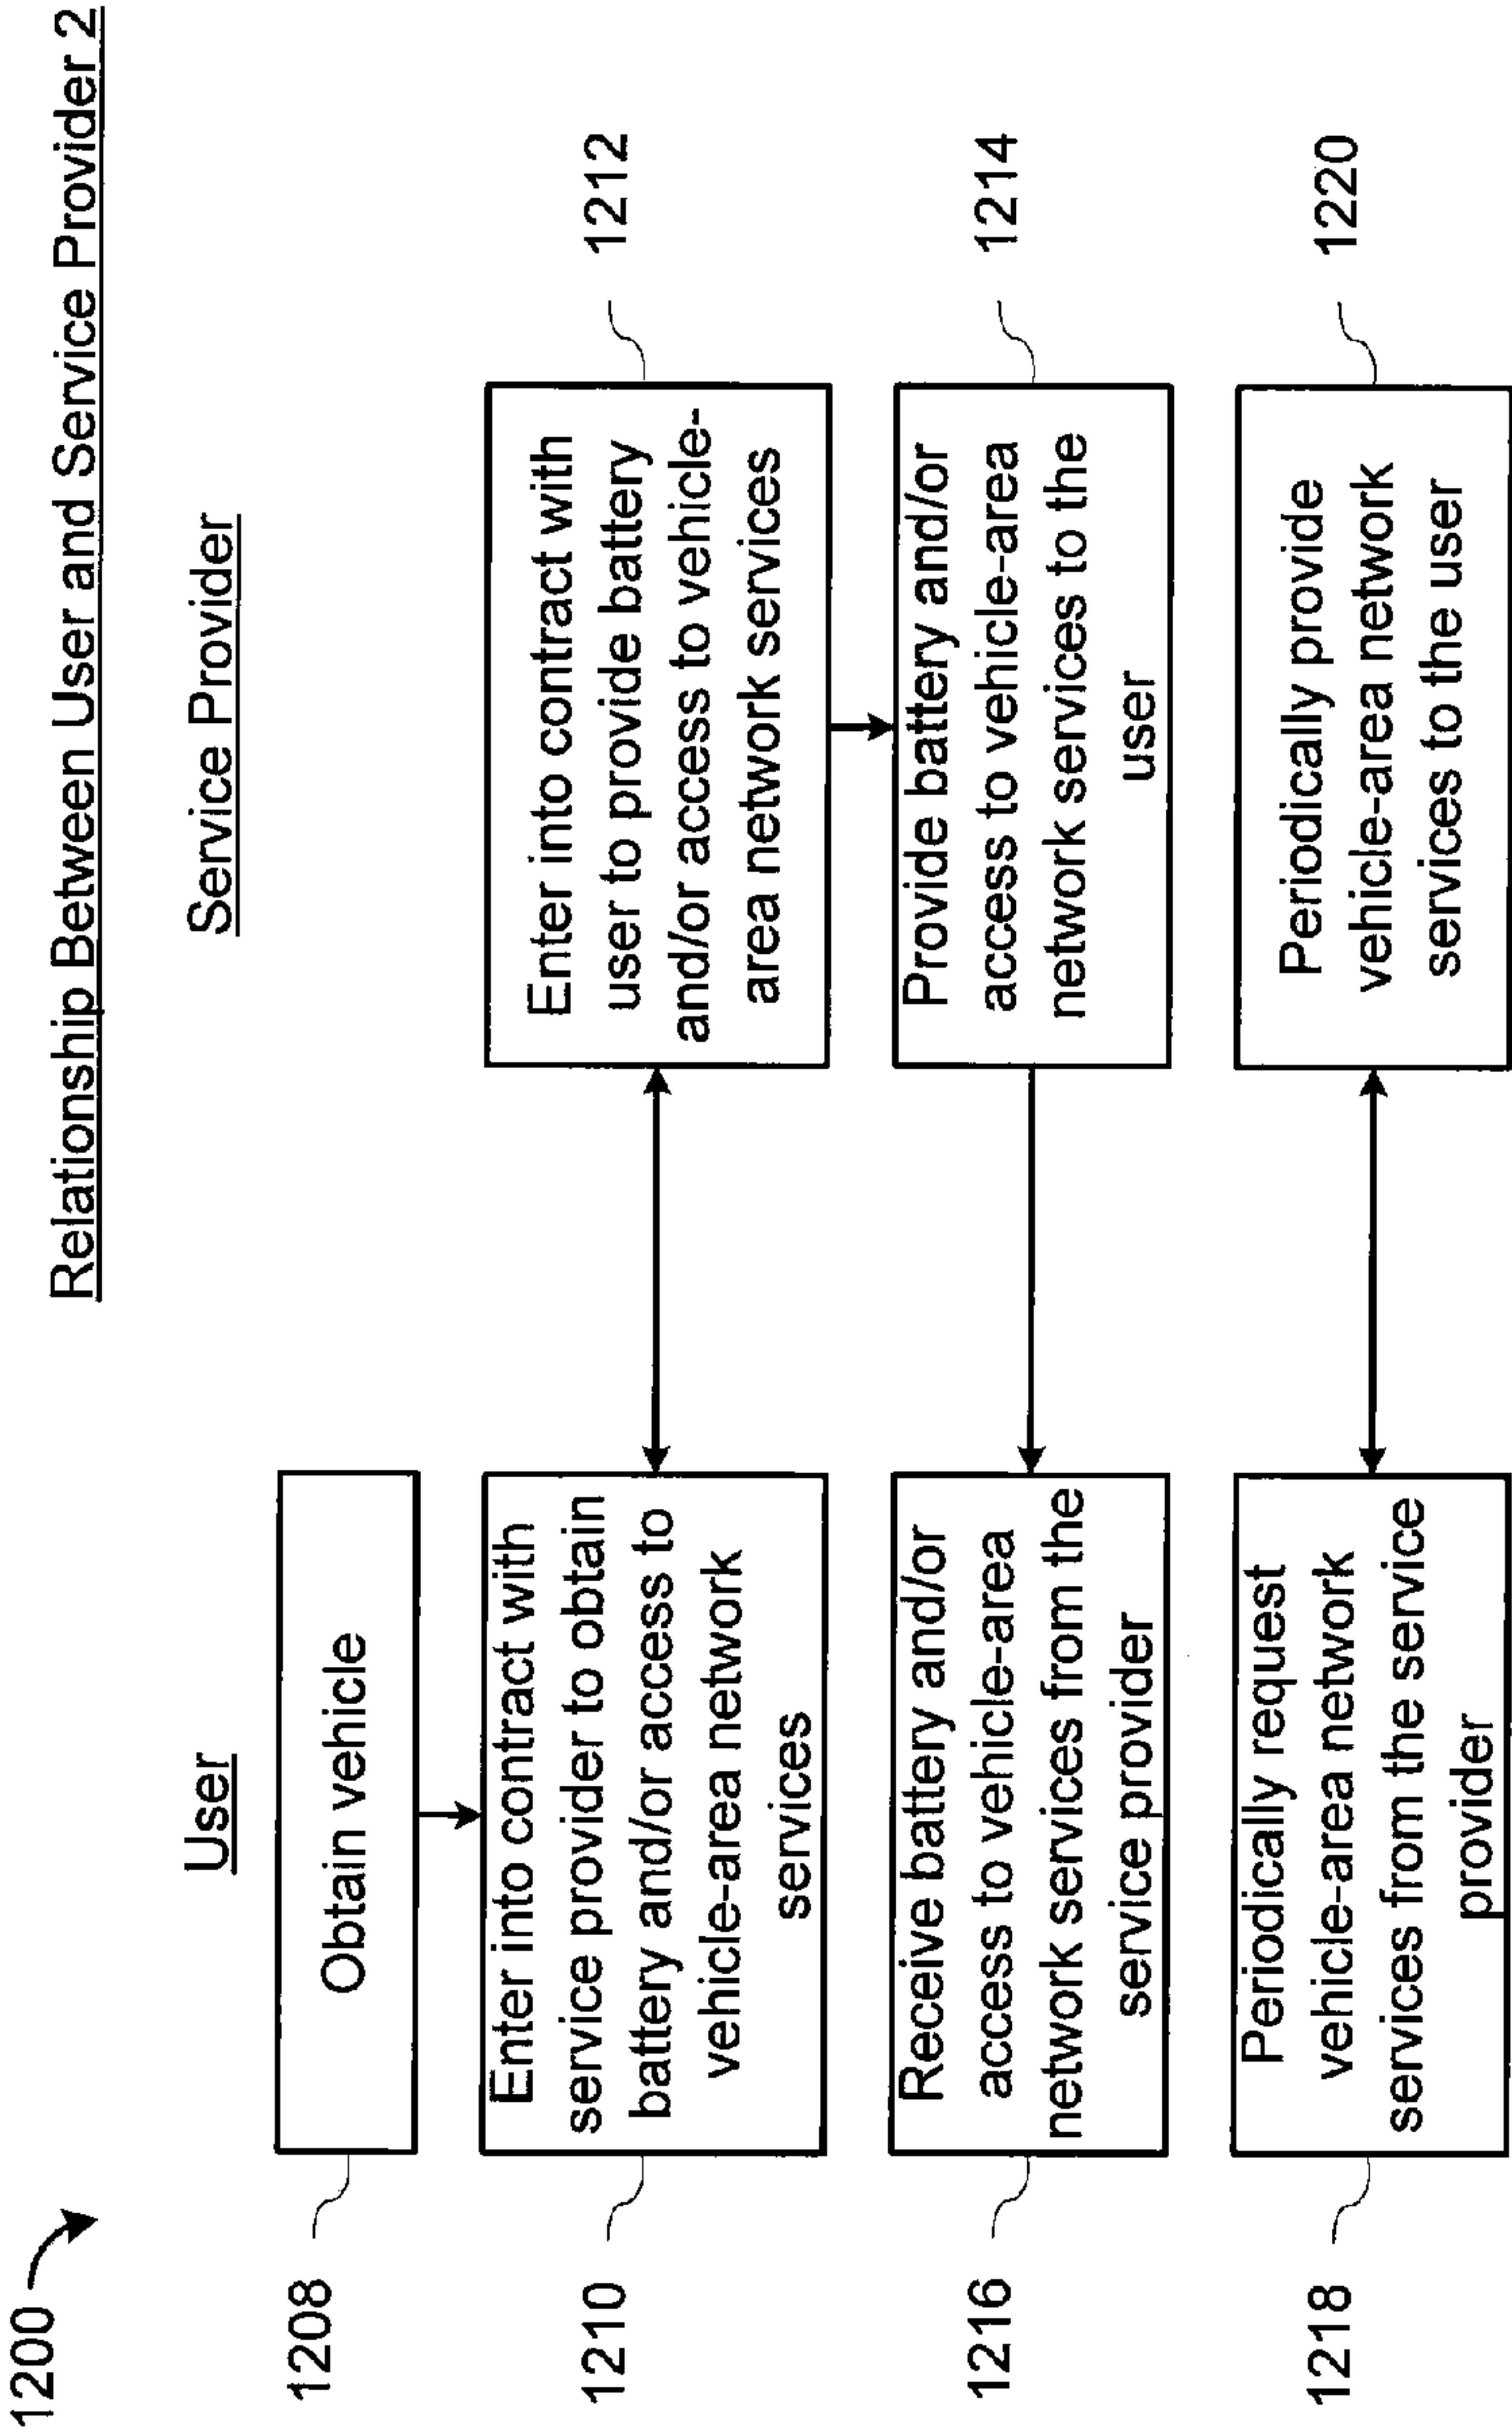 1200
Relationship Between User and Service Provider 2
User
Service Provider
1208
Obtain vehicle
1210
Enter into contract with
service provider to obtain
battery and/or access to
vehicle-area network
services
Enter into contract with
user to provide battery
and/or access to vehicle-
area network services
1212
1216
Receive battery and/or
access to vehicle-area
network services from the
service provider
Provide battery and/or
access to vehicle-area
network services to the
user
1214
1218
Periodically request
vehicle-area network
services from the service
provider
Periodically provide
vehicle-area network
services to the user
1220